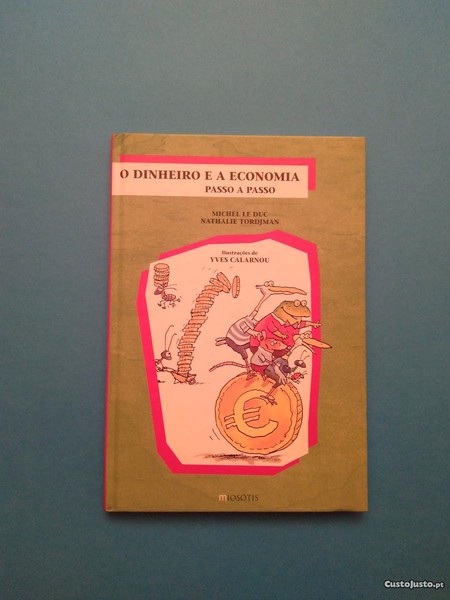 O DINHEIRO E A ECONOMIA
PASSO A PASSO
MICHEL LE DUC
NATHALIE TORDJMAN
Ilustrações de
YVES CALARNOU
€
MIOSÓTIS
CustoJusto.pt